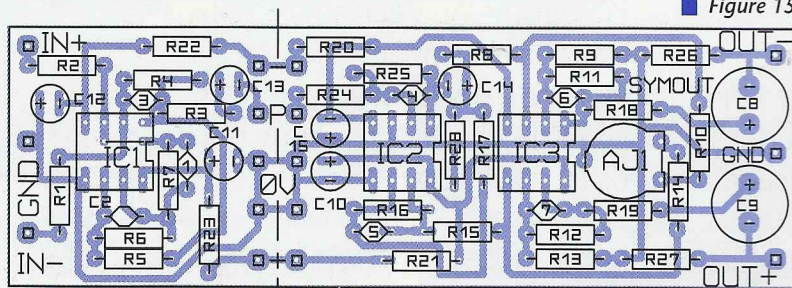 Figure 15
IN+
R22
R20
R8
R9
R26
OUT-
R2
R4
C13
R25
C14
R11
SYMOUT
C12
3
R3
P
R24
4
6
R18
C8
C11
15
IC1
IC2
R28
R17
IC3
AJ1
R10
GND
GND
R1
C2
R7
1
0V
C10
R14
C9
R23
R16
7
R19
R6
5
R15
R12
IN-
R5
R21
R13
R27
OUT+